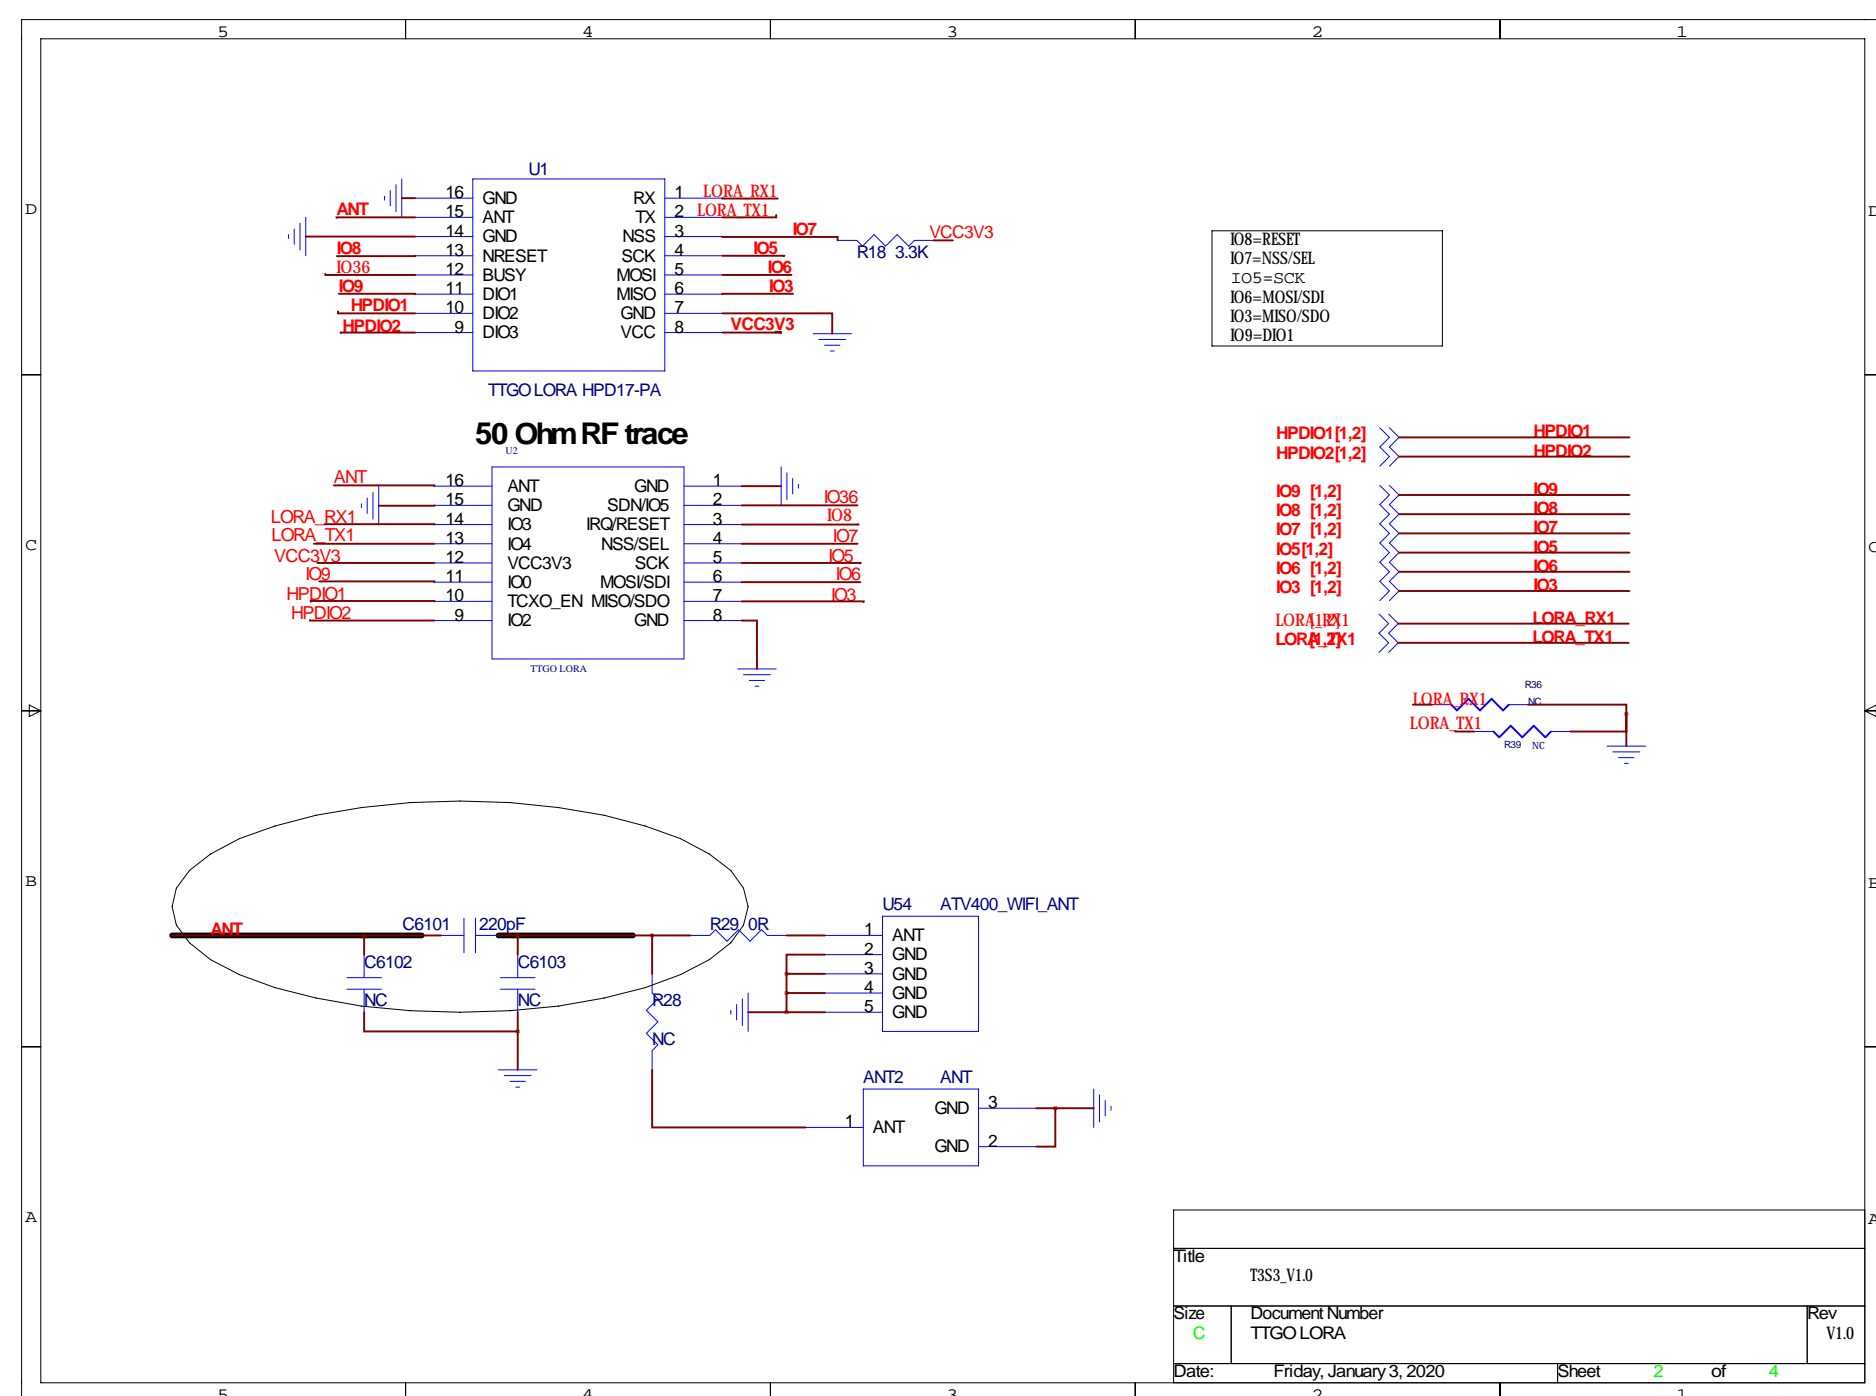 5 4 3 2 1
D
D
U1
16 GND RX 1 LORA_RX1
ANT 15 ANT TX 2 LORA_TX1
14 GND NSS 3 IO7 VCC3V3
R18 3.3K
IO8 13 NRESET SCK 4 IO5
IO36 12 BUSY MOSI 5 IO6
IO9 11 DIO1 MISO 6 IO3
HPDIO1 10 DIO2 GND 7
HPDIO2 9 DIO3 VCC 8 VCC3V3
TTGO LORA HPD17-PA
IO8=RESET
IO7=NSS/SEL
IO5=SCK
IO6=MOSI/SDI
IO3=MISO/SDO
IO9=DIO1
50 Ohm RF trace
U2
ANT 16 ANT GND 1
15 GND SDN/IO5 2 IO36
LORA_RX1 14 IO3 IRQ/RESET 3 IO8
LORA_TX1 13 IO4 NSS/SEL 4 IO7
VCC3V3 12 VCC3V3 SCK 5 IO5
IO9 11 IO0 MOSI/SDI 6 IO6
HPDIO1 10 TCXO_EN MISO/SDO 7 IO3
HPDIO2 9 IO2 GND 8
TTGO LORA
HPDIO1[1,2] HPDIO1
HPDIO2[1,2] HPDIO2
IO9 [1,2] IO9
IO8 [1,2] IO8
IO7 [1,2] IO7
IO5[1,2] IO5
IO6 [1,2] IO6
IO3 [1,2] IO3
LORA_RX1 [1,2] LORA_RX1
LORA_TX1 [1,2] LORA_TX1
C
C
LORA_RX1 R36 NC
LORA_TX1 R39 NC
B
B
ANT C6101 220pF R29 0R
C6102 NC
C6103 NC
R28 NC
U54 ATV400_WIFI_ANT
1 ANT
2 GND
3 GND
4 GND
5 GND
ANT2 ANT
GND 3
1 ANT
GND 2
A
A
Title
T3S3_V1.0
Size Document Number Rev
C TTGO LORA V1.0
Date: Friday, January 3, 2020 Sheet 2 of 4
5 4 3 2 1